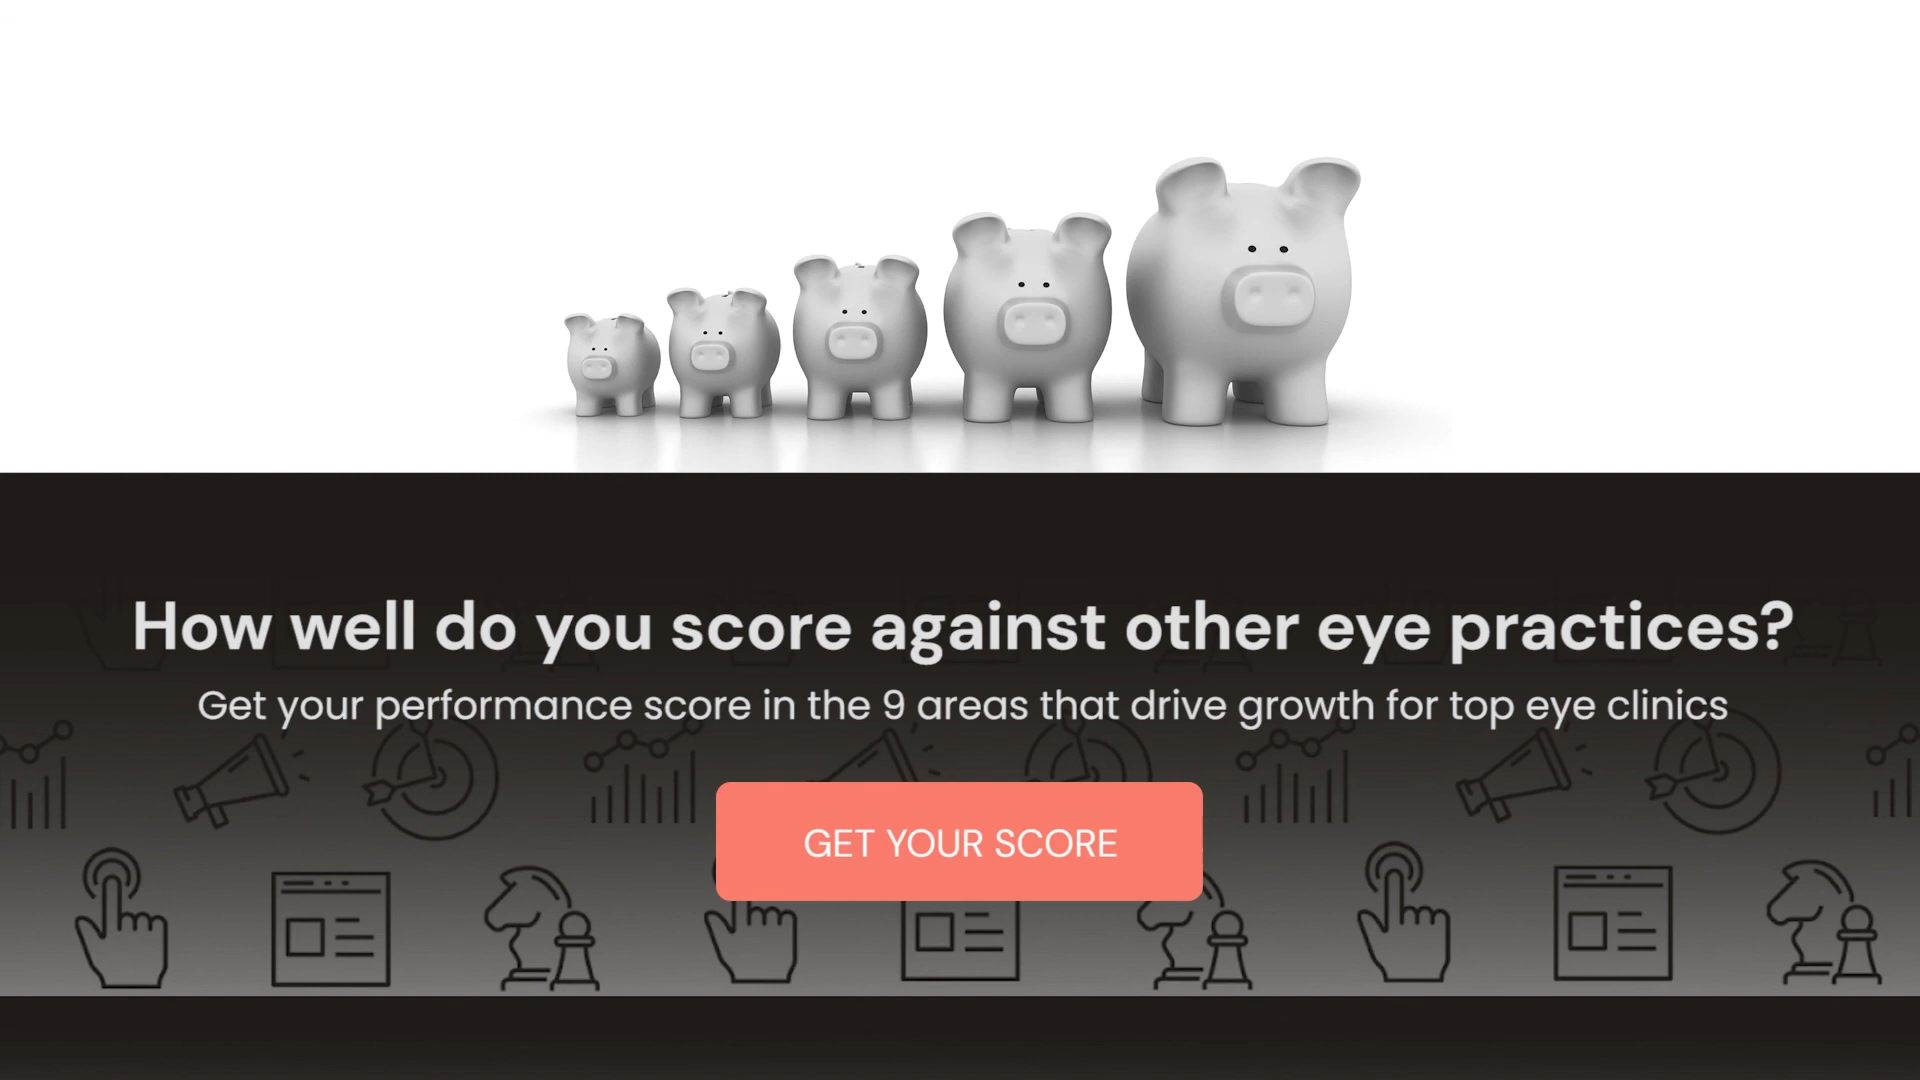 How well do you score against other eye practices?
Get your performance score in the 9 areas that drive growth for top eye clinics
GET YOUR SCORE